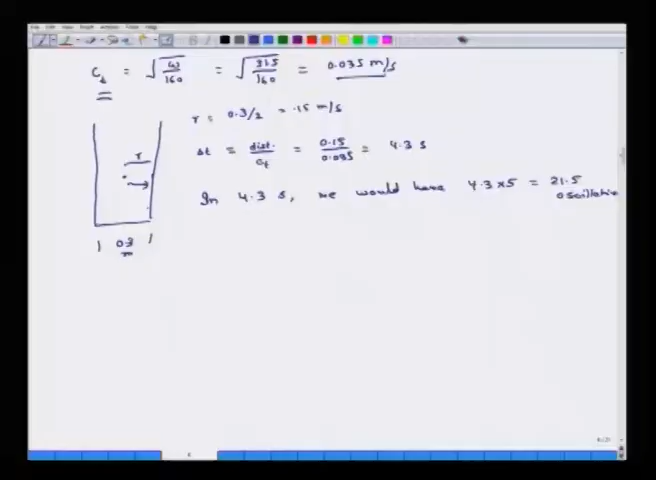 C_t = √(ω/160) = √(31.5/160) = 0.035 m/s
r = 0.3/2 = .15 m/s
Δt = dist./C_t = 0.15/0.035 = 4.3 s
r
In 4.3 s, we would have 4.3×5 = 21.5
oscillation
0.3
m